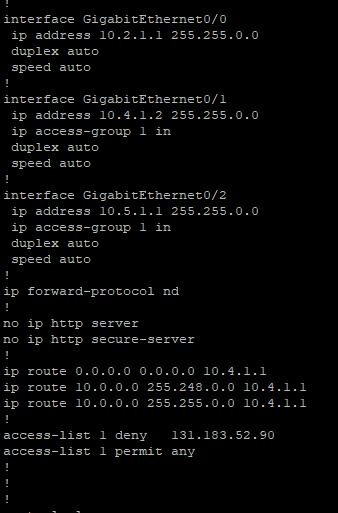 !
interface GigabitEthernet0/0
 ip address 10.2.1.1 255.255.0.0
 duplex auto
 speed auto
!
interface GigabitEthernet0/1
 ip address 10.4.1.2 255.255.0.0
 ip access-group 1 in
 duplex auto
 speed auto
!
interface GigabitEthernet0/2
 ip address 10.5.1.1 255.255.0.0
 ip access-group 1 in
 duplex auto
 speed auto
!
ip forward-protocol nd
!
no ip http server
no ip http secure-server
!
ip route 0.0.0.0 0.0.0.0 10.4.1.1
ip route 10.0.0.0 255.248.0.0 10.4.1.1
ip route 10.0.0.0 255.255.0.0 10.4.1.1
!
access-list 1 deny   131.183.52.90
access-list 1 permit any
!
!
!